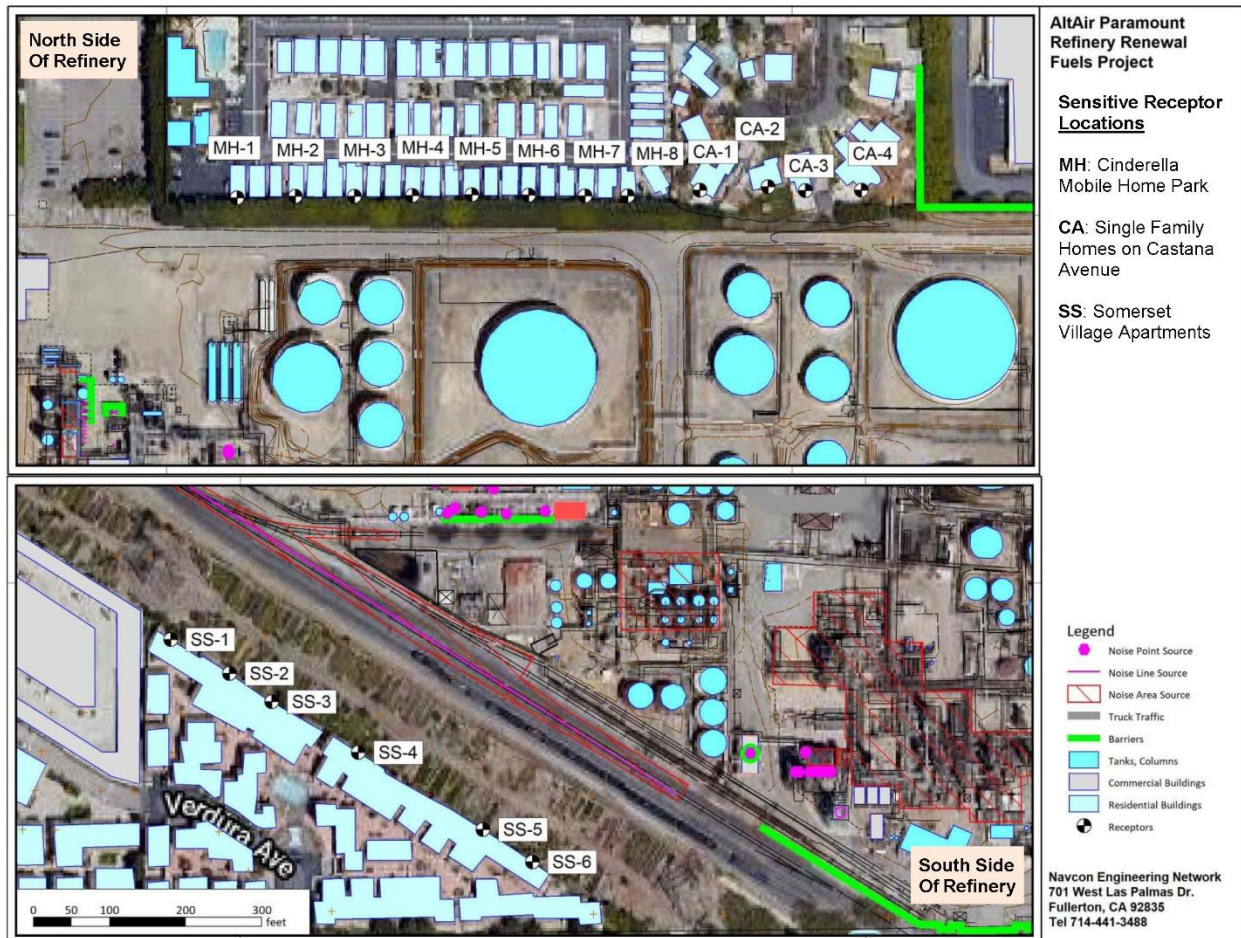 North Side
Of Refinery
MH-1
MH-2
MH-3
MH-4
MH-5
MH-6
MH-7
MH-8
CA-1
CA-2
CA-3
CA-4
AltAir Paramount
Refinery Renewal
Fuels Project
Sensitive Receptor
Locations
MH: Cinderella
Mobile Home Park
CA: Single Family
Homes on Castana
Avenue
SS: Somerset
Village Apartments
SS-1
SS-2
SS-3
SS-4
SS-5
SS-6
Verdura Ave
0 50 100 200 300
feet
South Side
Of Refinery
Legend
Noise Point Source
Noise Line Source
Noise Area Source
Truck Traffic
Barriers
Tanks, Columns
Commercial Buildings
Residential Buildings
Receptors
Navcon Engineering Network
701 West Las Palmas Dr.
Fullerton, CA 92835
Tel 714-441-3488